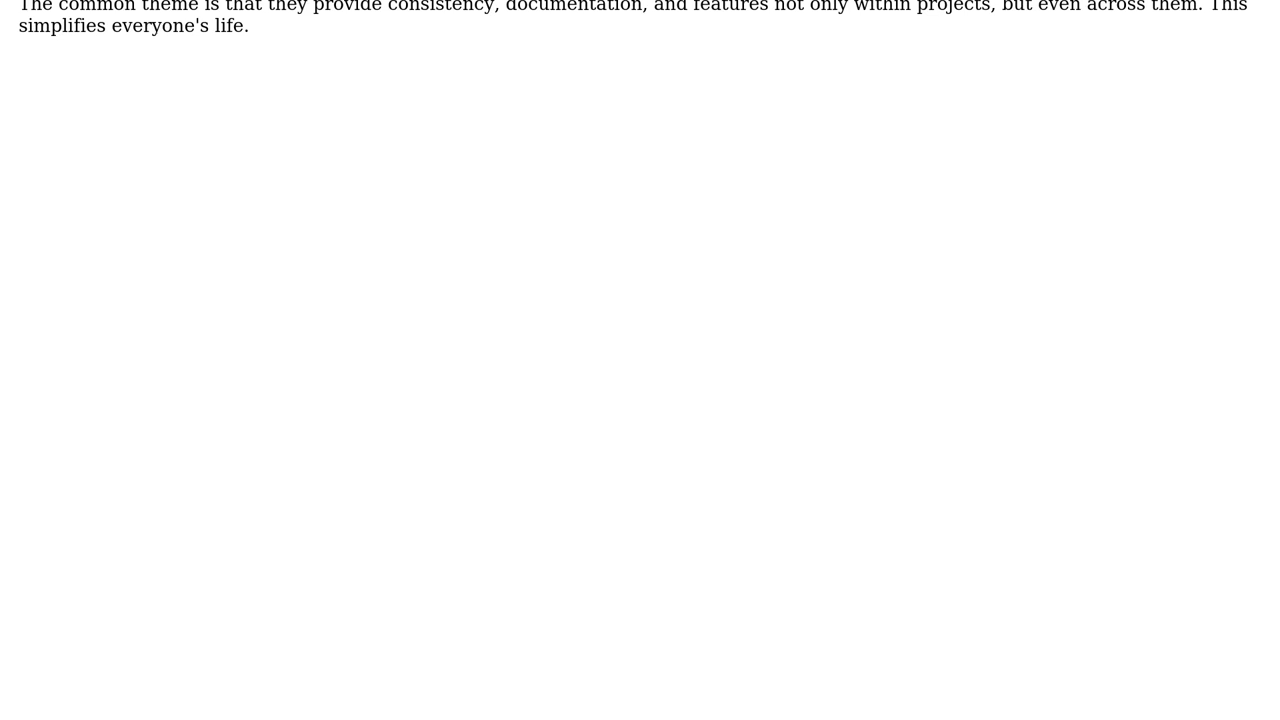 The common theme is that they provide consistency, documentation, and features not only within projects, but even across them. This
simplifies everyone's life.